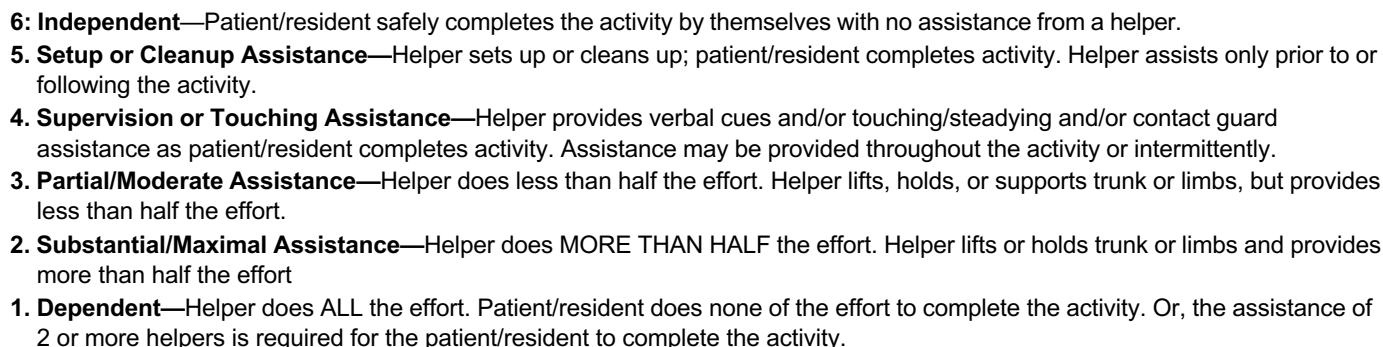 6: Independent—Patient/resident safely completes the activity by themselves with no assistance from a helper.
5. Setup or Cleanup Assistance—Helper sets up or cleans up; patient/resident completes activity. Helper assists only prior to or
following the activity.
4. Supervision or Touching Assistance—Helper provides verbal cues and/or touching/steadying and/or contact guard
assistance as patient/resident completes activity. Assistance may be provided throughout the activity or intermittently.
3. Partial/Moderate Assistance—Helper does less than half the effort. Helper lifts, holds, or supports trunk or limbs, but provides
less than half the effort.
2. Substantial/Maximal Assistance—Helper does MORE THAN HALF the effort. Helper lifts or holds trunk or limbs and provides
more than half the effort
1. Dependent—Helper does ALL the effort. Patient/resident does none of the effort to complete the activity. Or, the assistance of
2 or more helpers is required for the patient/resident to complete the activity.